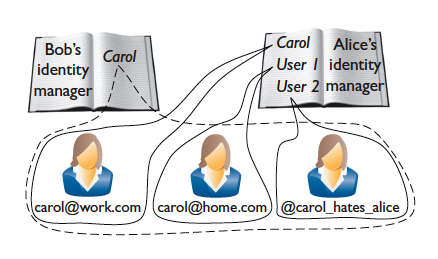 Bob's
identity
manager
Carol
Carol
User 1
User 2
Alice's
identity
manager
carol@work.com
carol@home.com
@carol_hates_alice